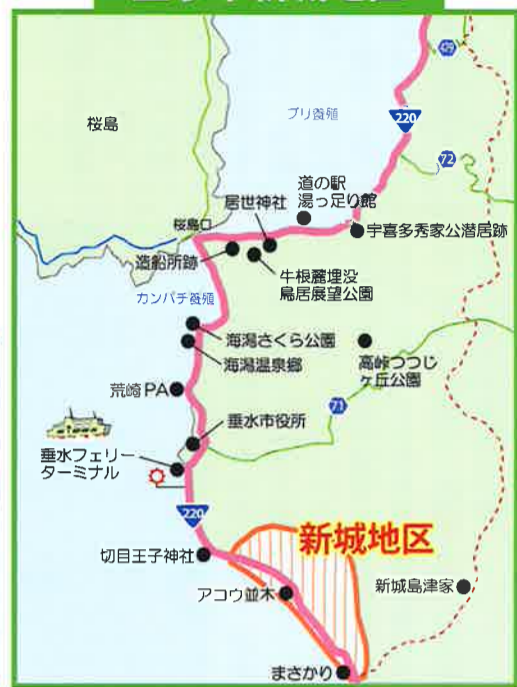 49
桜島
ブリ養殖
220
72
道の駅
湯っ足り館
居世神社
桜島口
宇喜多秀家公潜居跡
造船所跡
牛根麓埋没
鳥居展望公園
カンパチ養殖
海潟さくら公園
海潟温泉郷
高峠つつじ
ヶ丘公園
荒崎PA
71
垂水市役所
垂水フェリー
ターミナル
220
新城地区
切目王子神社
アコウ並木
新城島津家
まさかり